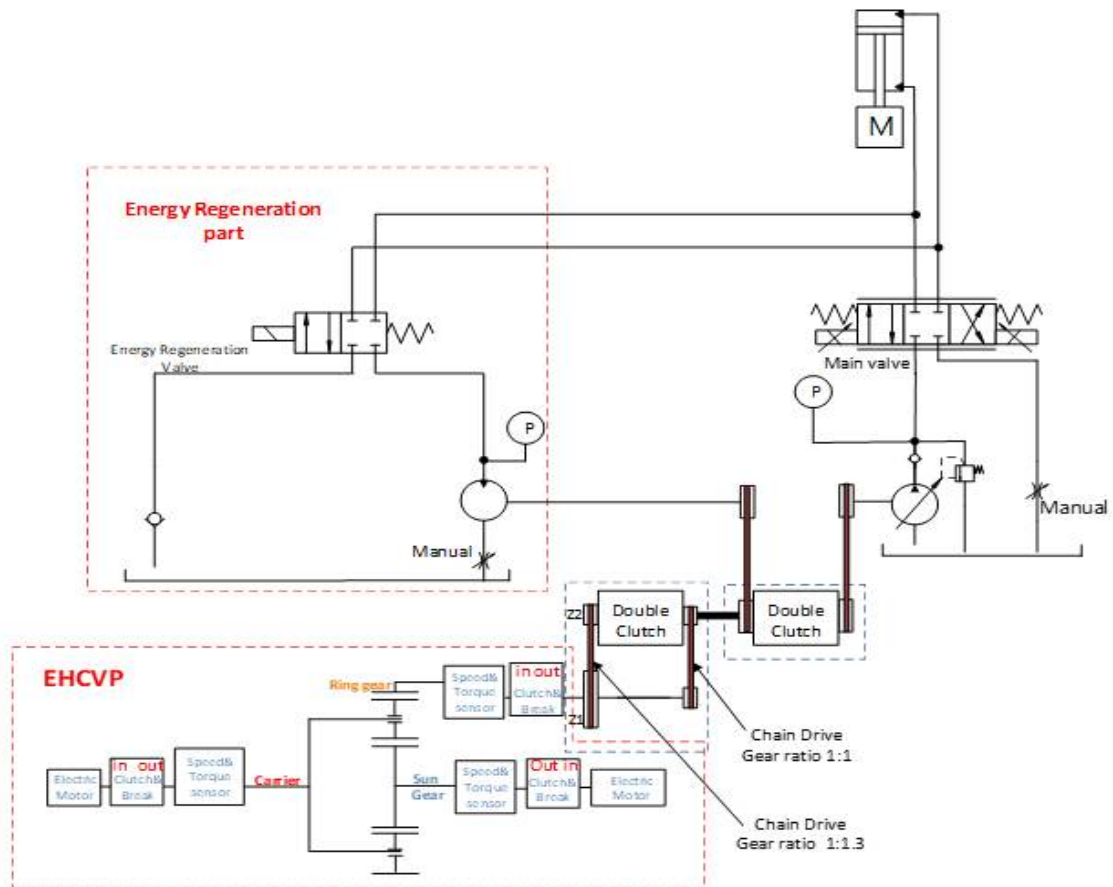 M
Energy Regeneration
part
Energy Regeneration
Valve
Main valve
P
P
Manual
Manual
Z2
Double
Clutch
Double
Clutch
EHCVP
Ring gear
Speed&
Torque
sensor
in out
Clutch&
Break
Z1
Chain Drive
Gear ratio 1:1
Electric
Motor
in out
Clutch&
Break
Speed&
Torque
sensor
Carrier
Sun
Gear
Speed&
Torque
sensor
Out in
Clutch&
Break
Electric
Motor
Chain Drive
Gear ratio 1:1.3